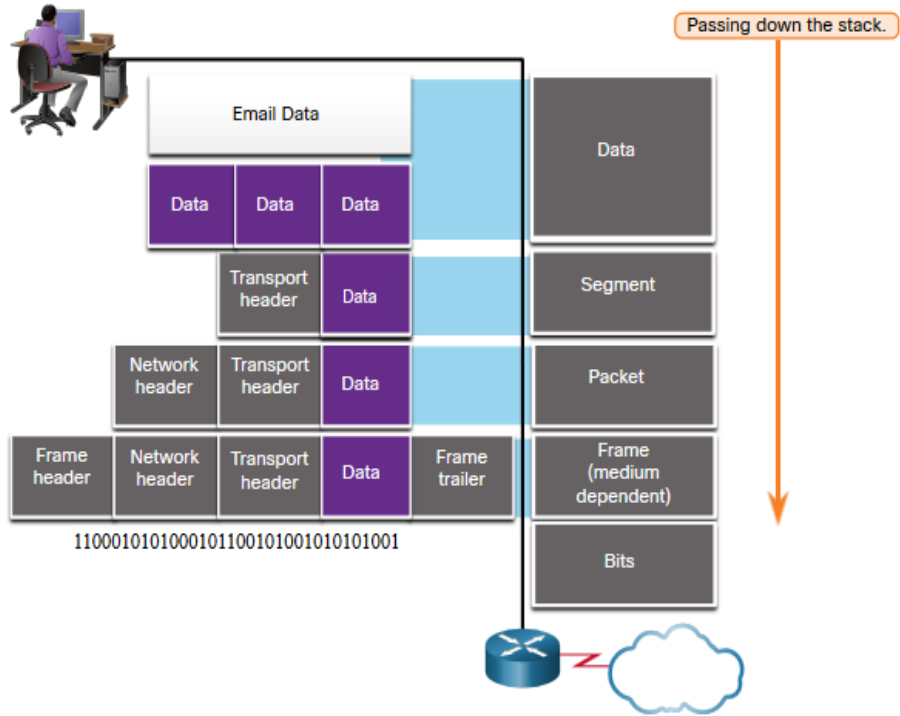 Passing down the stack.
Email Data
Data
Data
Data
Data
Transport
header
Data
Segment
Network
header
Transport
header
Data
Packet
Frame
header
Network
header
Transport
header
Data
Frame
trailer
Frame
(medium
dependent)
1100010101000101100101001010101001
Bits